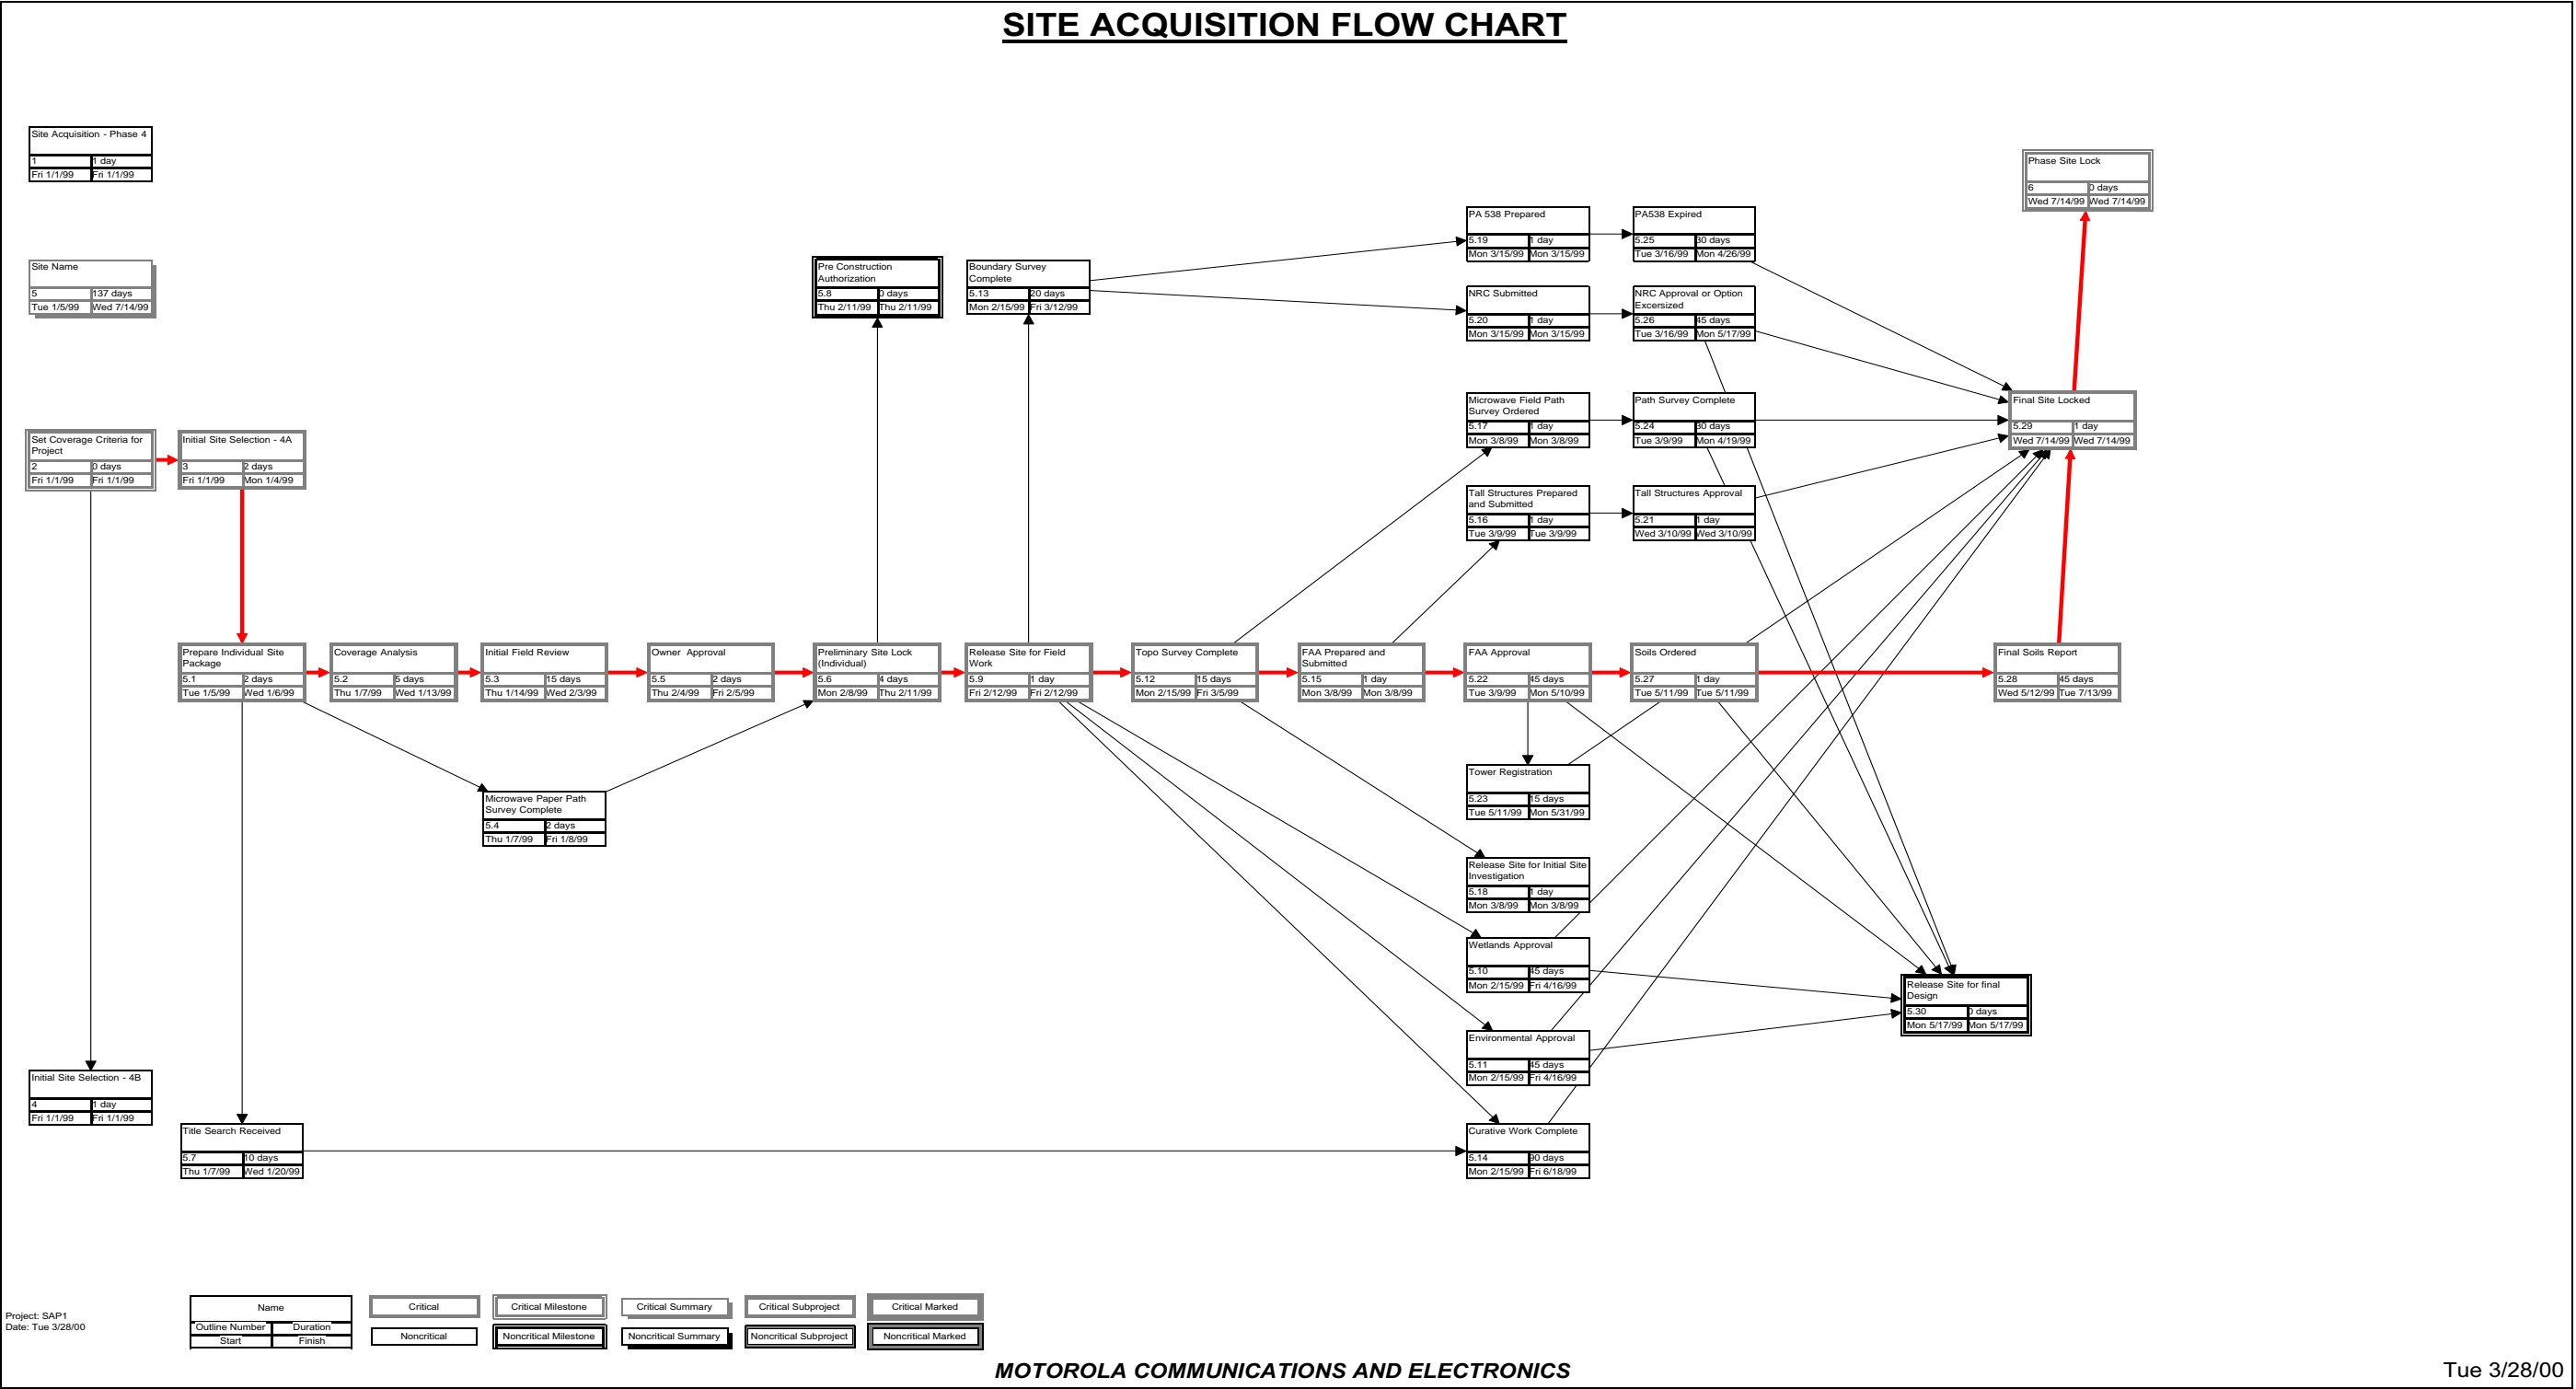 SITE ACQUISITION FLOW CHART
Site Acquisition - Phase 4
1 1 day
Fri 1/1/99 Fri 1/1/99
Phase Site Lock
6 0 days
Wed 7/14/99 Wed 7/14/99
PA 538 Prepared
5.19 1 day
Mon 3/15/99 Mon 3/15/99
PA538 Expired
5.25 30 days
Tue 3/16/99 Mon 4/26/99
Site Name
5 137 days
Tue 1/5/99 Wed 7/14/99
Pre Construction
Authorization
5.8 0 days
Thu 2/11/99 Thu 2/11/99
Boundary Survey
Complete
5.13 20 days
Mon 2/15/99 Fri 3/12/99
NRC Submitted
5.20 1 day
Mon 3/15/99 Mon 3/15/99
NRC Approval or Option
Excersized
5.26 45 days
Tue 3/16/99 Mon 5/17/99
Microwave Field Path
Survey Ordered
5.17 1 day
Mon 3/8/99 Mon 3/8/99
Path Survey Complete
5.24 30 days
Tue 3/9/99 Mon 4/19/99
Final Site Locked
5.29 1 day
Wed 7/14/99 Wed 7/14/99
Set Coverage Criteria for
Project
2 0 days
Fri 1/1/99 Fri 1/1/99
Initial Site Selection - 4A
3 2 days
Fri 1/1/99 Mon 1/4/99
Tall Structures Prepared
and Submitted
5.16 1 day
Tue 3/9/99 Tue 3/9/99
Tall Structures Approval
5.21 1 day
Wed 3/10/99 Wed 3/10/99
Prepare Individual Site
Package
5.1 2 days
Tue 1/5/99 Wed 1/6/99
Coverage Analysis
5.2 5 days
Thu 1/7/99 Wed 1/13/99
Initial Field Review
5.3 15 days
Thu 1/14/99 Wed 2/3/99
Owner Approval
5.5 2 days
Thu 2/4/99 Fri 2/5/99
Preliminary Site Lock
(Individual)
5.6 4 days
Mon 2/8/99 Thu 2/11/99
Release Site for Field
Work
5.9 1 day
Fri 2/12/99 Fri 2/12/99
Topo Survey Complete
5.12 15 days
Mon 2/15/99 Fri 3/5/99
FAA Prepared and
Submitted
5.15 1 day
Mon 3/8/99 Mon 3/8/99
FAA Approval
5.22 45 days
Tue 3/9/99 Mon 5/10/99
Soils Ordered
5.27 1 day
Tue 5/11/99 Tue 5/11/99
Final Soils Report
5.28 45 days
Wed 5/12/99 Tue 7/13/99
Tower Registration
5.23 15 days
Tue 5/11/99 Mon 5/31/99
Microwave Paper Path
Survey Complete
5.4 2 days
Thu 1/7/99 Fri 1/8/99
Release Site for Initial Site
Investigation
5.18 1 day
Mon 3/8/99 Mon 3/8/99
Wetlands Approval
5.10 45 days
Mon 2/15/99 Fri 4/16/99
Release Site for final
Design
5.30 0 days
Mon 5/17/99 Mon 5/17/99
Environmental Approval
5.11 45 days
Mon 2/15/99 Fri 4/16/99
Initial Site Selection - 4B
4 1 day
Fri 1/1/99 Fri 1/1/99
Title Search Received
5.7 10 days
Thu 1/7/99 Wed 1/20/99
Curative Work Complete
5.14 90 days
Mon 2/15/99 Fri 6/18/99
Project: SAP1
Date: Tue 3/28/00
Name
Outline Number Duration
Start Finish
Critical Critical Milestone Critical Summary Critical Subproject Critical Marked
Noncritical Noncritical Milestone Noncritical Summary Noncritical Subproject Noncritical Marked
MOTOROLA COMMUNICATIONS AND ELECTRONICS
Tue 3/28/00